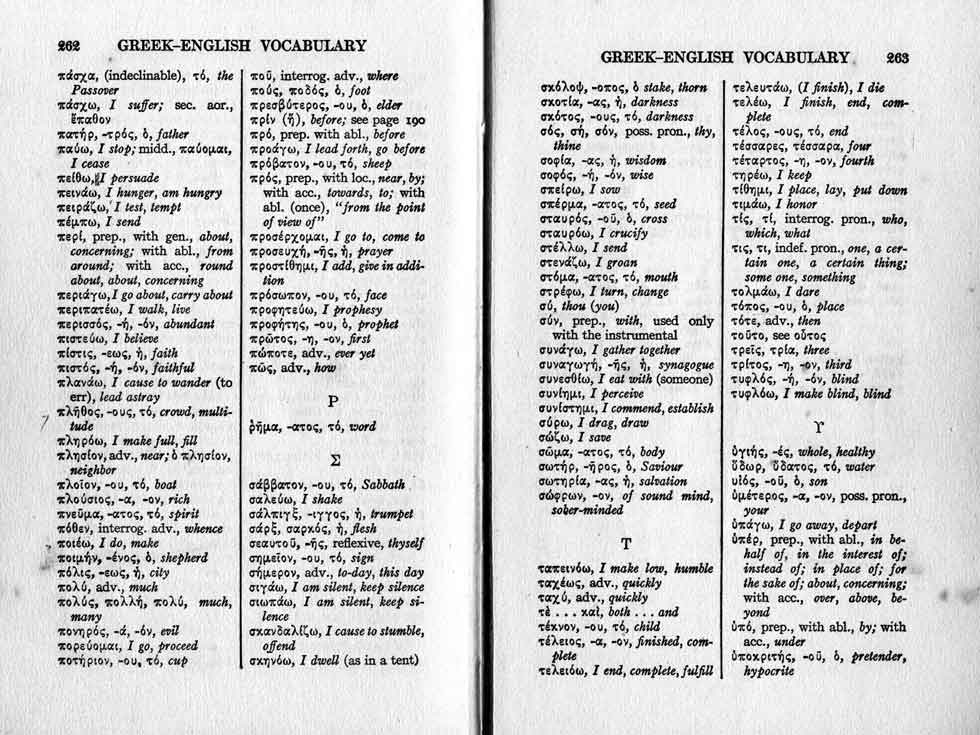 262 GREEK–ENGLISH VOCABULARY
πάσχα, (indeclinable), τό, the
Passover
πάσχω, I suffer; sec. aor.,
ἔπαθον
πατήρ, -τρός, ὁ, father
παύω, I stop; midd., παύομαι,
I cease
πείθω, I persuade
πεινάω, I hunger, am hungry
πειράζω, I test, tempt
πέμπω, I send
περί, prep., with gen., about,
concerning; with abl., from
around; with acc., round
about, about, concerning
περιάγω, I go about, carry about
περιπατέω, I walk, live
περισσός, -ή, -όν, abundant
πιστεύω, I believe
πίστις, -εως, ἡ, faith
πιστός, -ή, -όν, faithful
πλανάω, I cause to wander (to
err), lead astray
πλῆθος, -ους, τό, crowd, multi-
tude
πληρόω, I make full, fill
πλησίον, adv., near; ὁ πλησίον,
neighbor
πλοῖον, -ου, τό, boat
πλούσιος, -α, -ον, rich
πνεῦμα, -ατος, τό, spirit
πόθεν, interrog. adv., whence
ποιέω, I do, make
ποιμήν, -ένος, ὁ, shepherd
πόλις, -εως, ἡ, city
πολύ, adv., much
πολύς, πολλή, πολύ, much,
many
πονηρός, -ά, -όν, evil
πορεύομαι, I go, proceed
ποτήριον, -ου, τό, cup
ποῦ, interrog. adv., where
πούς, ποδός, ὁ, foot
πρεσβύτερος, -ου, ὁ, elder
πρίν (ἤ), before; see page 190
πρό, prep. with abl., before
προάγω, I lead forth, go before
πρόβατον, -ου, τό, sheep
πρός, prep., with loc., near, by;
with acc., towards, to; with
abl. (once), "from the point
of view of"
προσέρχομαι, I go to, come to
προσευχή, -ῆς, ἡ, prayer
προστίθημι, I add, give in addi-
tion
πρόσωπον, -ου, τό, face
προφητεύω, I prophesy
προφήτης, -ου, ὁ, prophet
πρῶτος, -η, -ον, first
πώποτε, adv., ever yet
πῶς, adv., how
Ρ
ῥῆμα, -ατος, τό, word
Σ
σάββατον, -ου, τό, Sabbath
σαλεύω, I shake
σάλπιγξ, -ιγγος, ἡ, trumpet
σάρξ, σαρκός, ἡ, flesh
σεαυτοῦ, -ῆς, reflexive, thyself
σημεῖον, -ου, τό, sign
σήμερον, adv., to-day, this day
σιγάω, I am silent, keep silence
σιωπάω, I am silent, keep si-
lence
σκανδαλίζω, I cause to stumble,
offend
σκηνόω, I dwell (as in a tent)
GREEK–ENGLISH VOCABULARY 263
σκόλοψ, -οπος, ὁ stake, thorn
σκοτία, -ας, ἡ, darkness
σκότος, -ους, τό, darkness
σός, σή, σόν, poss. pron., thy,
thine
σοφία, -ας, ἡ, wisdom
σοφός, -ή, -όν, wise
σπείρω, I sow
σπέρμα, -ατος, τό, seed
σταυρός, -οῦ, ὁ, cross
σταυρόω, I crucify
στέλλω, I send
στενάζω, I groan
στόμα, -ατος, τό, mouth
στρέφω, I turn, change
σύ, thou (you)
σύν, prep., with, used only
with the instrumental
συνάγω, I gather together
συναγωγή, -ῆς, ἡ, synagogue
συνεσθίω, I eat with (someone)
συνίημι, I perceive
συνίστημι, I commend, establish
σύρω, I drag, draw
σώζω, I save
σῶμα, -ατος, τό, body
σωτήρ, -ῆρος, ὁ, Saviour
σωτηρία, -ας, ἡ, salvation
σώφρων, -ον, of sound mind,
sober-minded
Τ
ταπεινόω, I make low, humble
ταχέως, adv., quickly
ταχύ, adv., quickly
τὲ . . . καί, both . . . and
τέκνον, -ου, τό, child
τέλειος, -α, -ον, finished, com-
plete
τελειόω, I end, complete, fulfill
τελευτάω, (I finish), I die
τελέω, I finish, end, com-
plete
τέλος, -ους, τό, end
τέσσαρες, τέσσαρα, four
τέταρτος, -η, -ον, fourth
τηρέω, I keep
τίθημι, I place, lay, put down
τιμάω, I honor
τίς, τί, interrog. pron., who,
which, what
τις, τι, indef. pron., one, a cer-
tain one, a certain thing;
some one, something
τολμάω, I dare
τόπος, -ου, ὁ, place
τότε, adv., then
τοῦτο, see οὗτος
τρεῖς, τρία, three
τρίτος, -η, -ον, third
τυφλός, -ή, -όν, blind
τυφλόω, I make blind, blind
Υ
ὑγιής, -ές, whole, healthy
ὕδωρ, ὕδατος, τό, water
υἱός, -οῦ, ὁ, son
ὑμέτερος, -α, -ον, poss. pron.,
your
ὑπάγω, I go away, depart
ὑπέρ, prep., with abl., in be-
half of, in the interest of;
instead of; in place of; for
the sake of; about, concerning;
with acc., over, above, be-
yond
ὑπό, prep., with abl., by; with
acc., under
ὑποκριτής, -οῦ, ὁ, pretender,
hypocrite